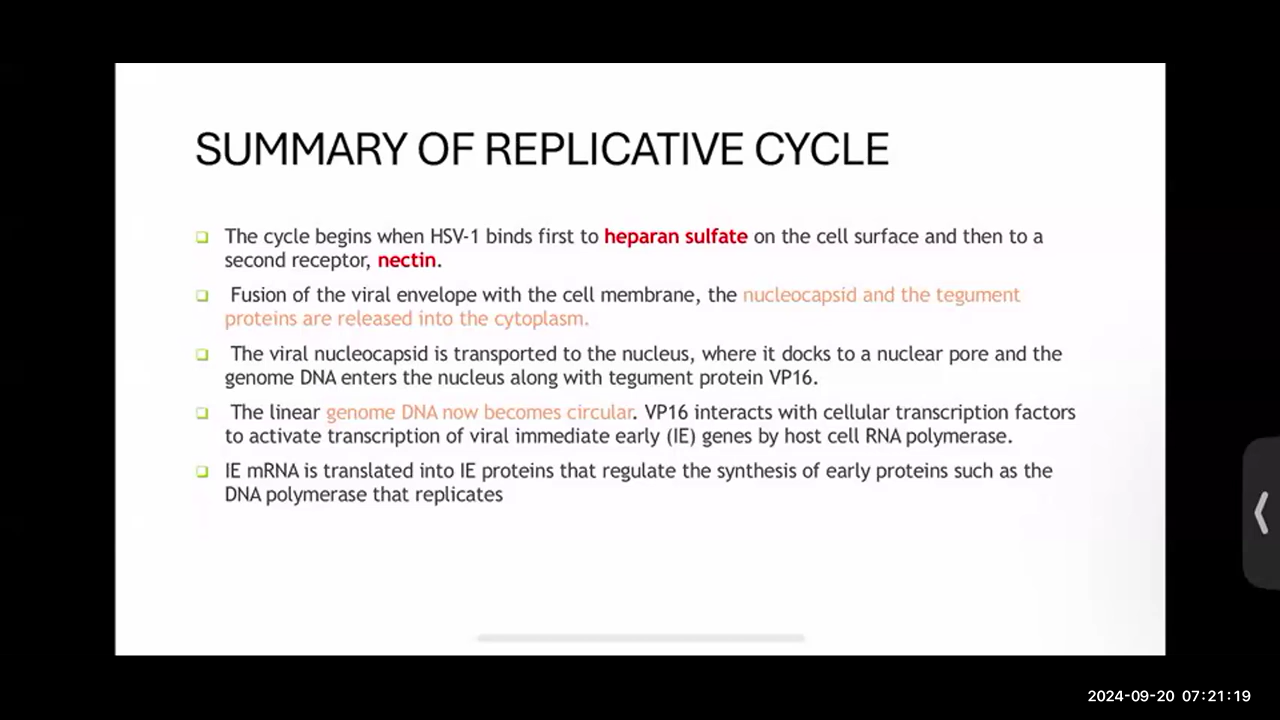 SUMMARY OF REPLICATIVE CYCLE
The cycle begins when HSV-1 binds first to heparan sulfate on the cell surface and then to a
second receptor, nectin.
Fusion of the viral envelope with the cell membrane, the nucleocapsid and the tegument
proteins are released into the cytoplasm.
The viral nucleocapsid is transported to the nucleus, where it docks to a nuclear pore and the
genome DNA enters the nucleus along with tegument protein VP16.
The linear genome DNA now becomes circular. VP16 interacts with cellular transcription factors
to activate transcription of viral immediate early (IE) genes by host cell RNA polymerase.
IE mRNA is translated into IE proteins that regulate the synthesis of early proteins such as the
DNA polymerase that replicates
2024-09-20 07:21:19